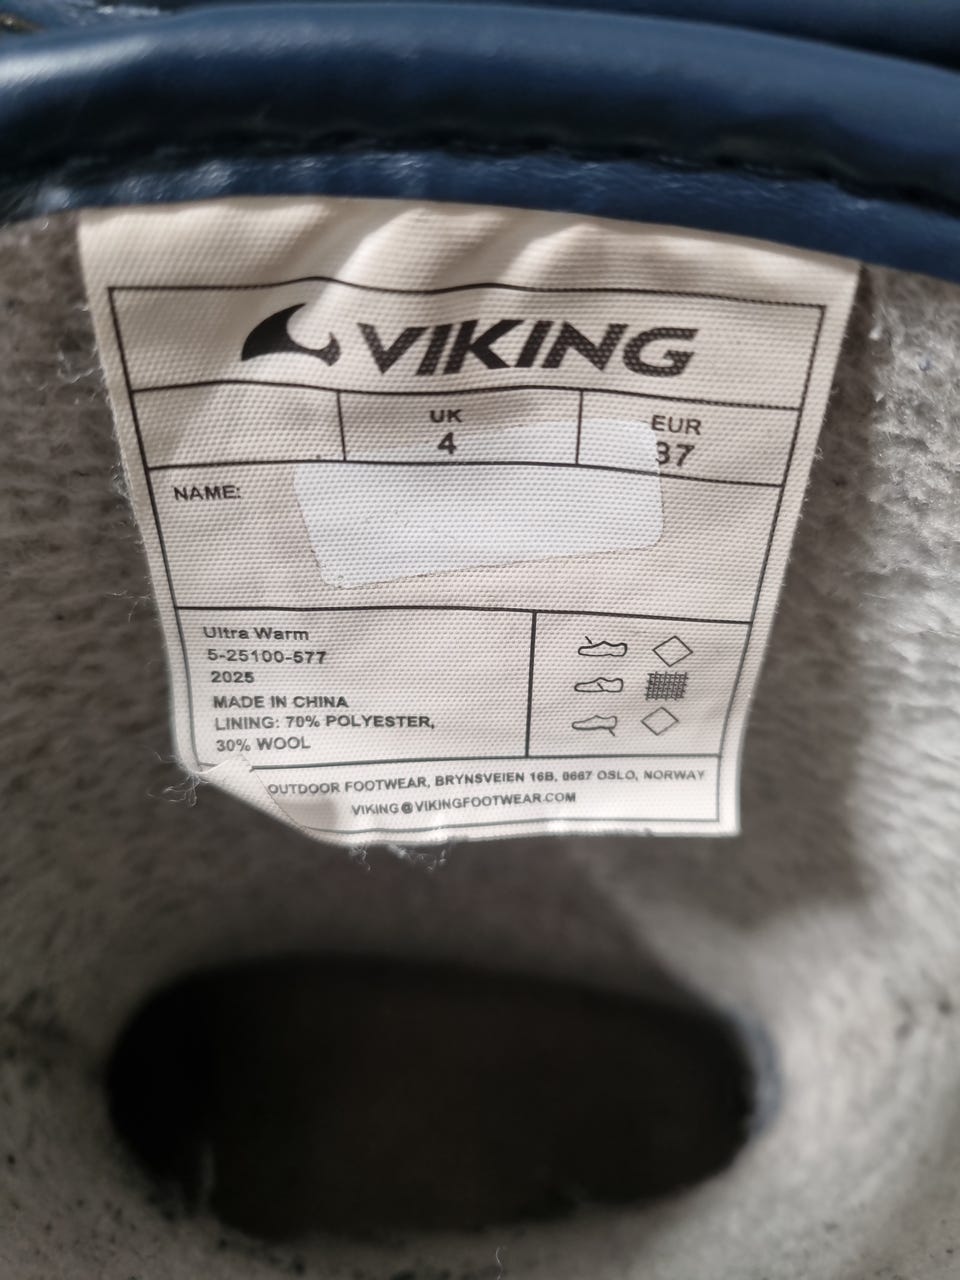 VIKING
UK EUR
4 37
NAME:
Ultra Warm
5-25100-577
2025
MADE IN CHINA
LINING: 70% POLYESTER,
30% WOOL
OUTDOOR FOOTWEAR, BRYNSVEIEN 16B, 0667 OSLO, NORWAY
VIKING@VIKINGFOOTWEAR.COM